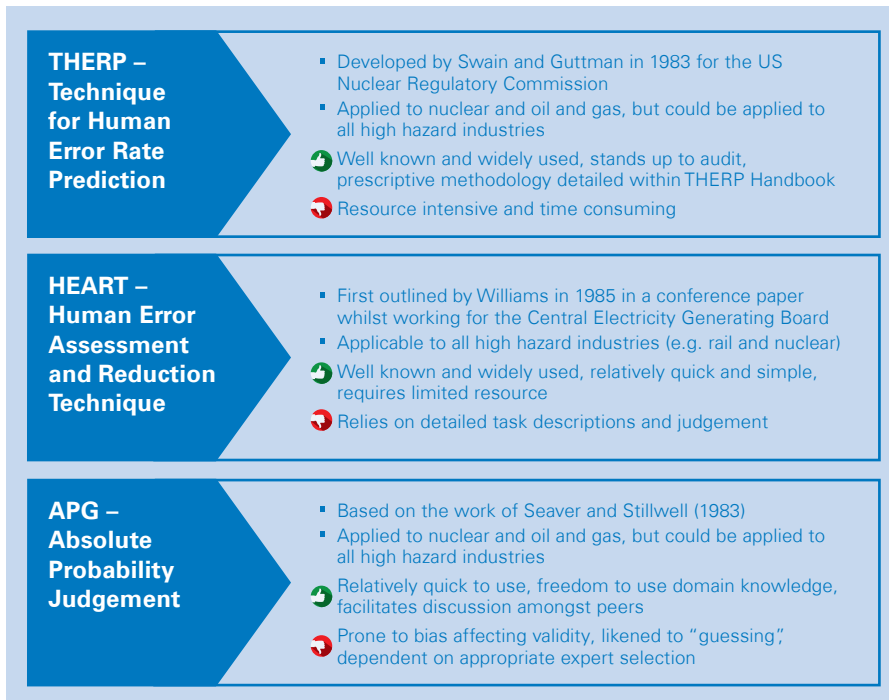 THERP –
Technique
for Human
Error Rate
Prediction
▪ Developed by Swain and Guttman in 1983 for the US
Nuclear Regulatory Commission
▪ Applied to nuclear and oil and gas, but could be applied to
all high hazard industries
Well known and widely used, stands up to audit,
prescriptive methodology detailed within THERP Handbook
Resource intensive and time consuming
HEART –
Human Error
Assessment
and Reduction
Technique
▪ First outlined by Williams in 1985 in a conference paper
whilst working for the Central Electricity Generating Board
▪ Applicable to all high hazard industries (e.g. rail and nuclear)
Well known and widely used, relatively quick and simple,
requires limited resource
Relies on detailed task descriptions and judgement
APG –
Absolute
Probability
Judgement
▪ Based on the work of Seaver and Stillwell (1983)
▪ Applied to nuclear and oil and gas, but could be applied to
all high hazard industries
Relatively quick to use, freedom to use domain knowledge,
facilitates discussion amongst peers
Prone to bias affecting validity, likened to “guessing”,
dependent on appropriate expert selection